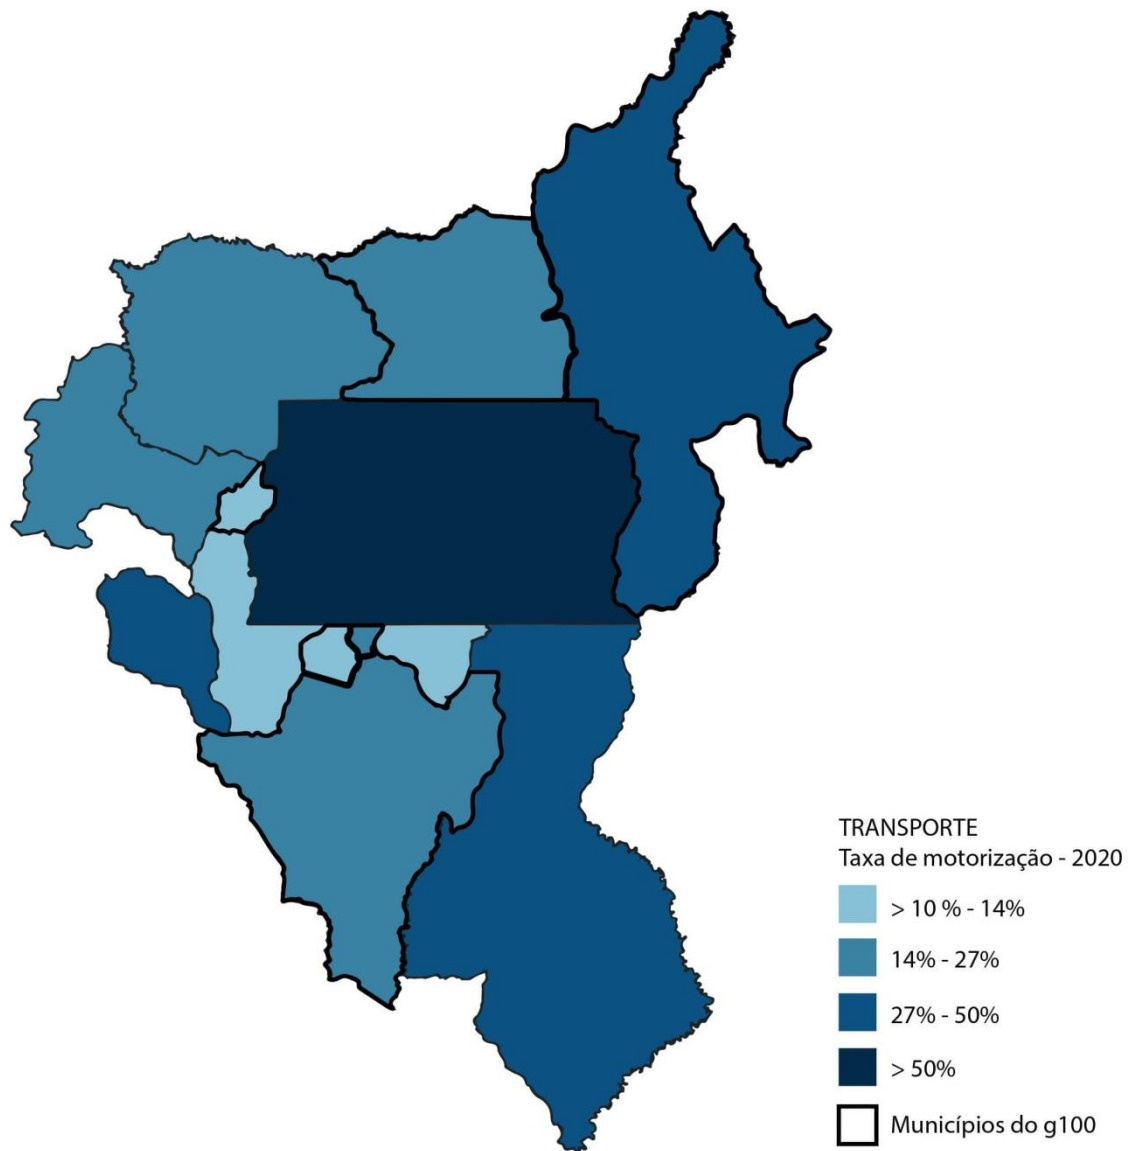 TRANSPORTE
Taxa de motorização - 2020
> 10 % - 14%
14% - 27%
27% - 50%
> 50%
Municípios do g100